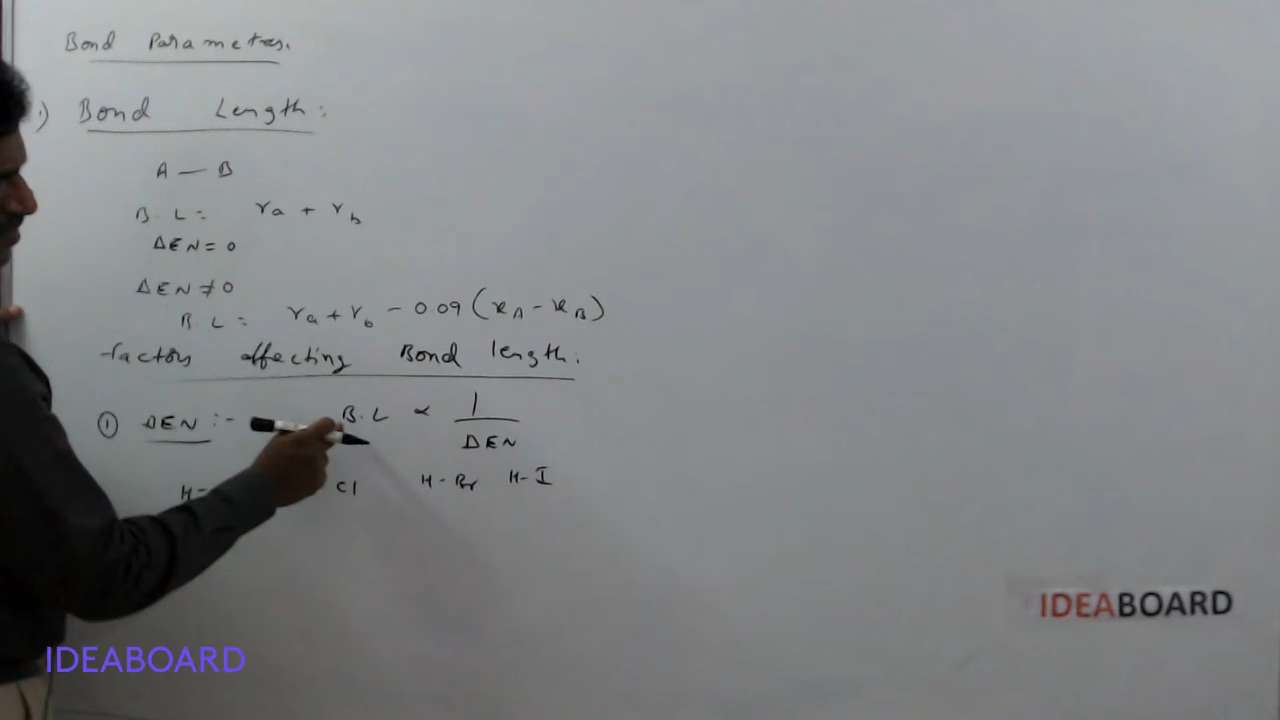 Bond Parameters.
i) Bond Length:
A — B
B. L = ra + rb
ΔEN = 0
ΔEN ≠ 0
B. L = ra + rb - 0.09 (xA - xB)
factors affecting Bond length:
① ΔEN :- B.L ∝ 1 / ΔEN
H- Cl H-Br H-I
IDEABOARD
IDEABOARD